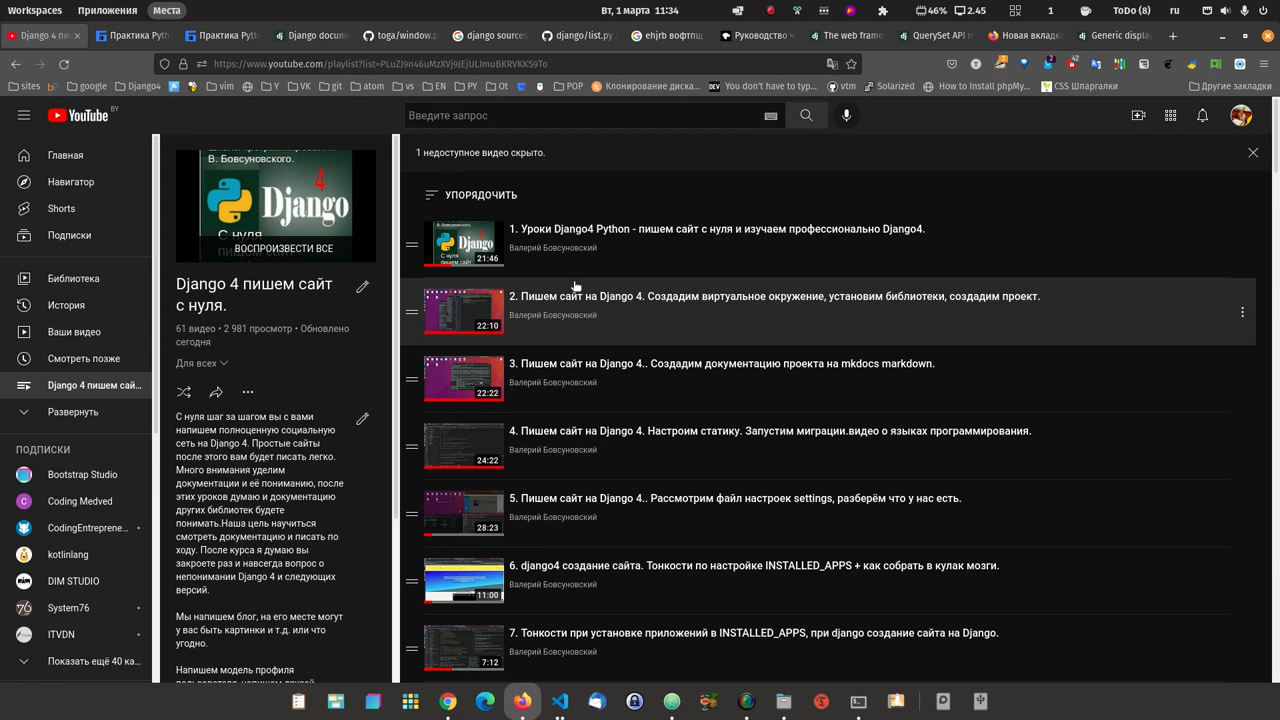 Workspaces Приложения Места Вт, 1 марта 11:34 46% 2.45 1 ToDo (8) ru
Django 4 пи Практика Pyth Практика Pyth Django docum toga/window.p django sources django/list.py ehjrb вофтпщ Руководство ч The web frame QuerySet API r Новая вкладк Generic display
https://www.youtube.com/playlist?list=PLuZJ9n46uMzXVj9JEjULImuBKRVKKS9To
sites google Django4 vim Y VK git atom vs EN POP Клонирование диска... You don't have to typ... vtm Solarized How to Install phpMy... CSS Шпаргалки Другие закладки
YouTube BY
Введите запрос
Главная
Навигатор
Shorts
Подписки
Библиотека
История
Ваши видео
Смотреть позже
Django 4 пишем сай...
Развернуть
ПОДПИСКИ
Bootstrap Studio
Coding Medved
CodingEntreprene...
kotlinlang
DIM STUDIO
System76
ITVDN
Показать ещё 40 ка...
В. Бовсуновского.
4
Django
С нуля
пишем сайт
ВОСПРОИЗВЕСТИ ВСЕ
Django 4 пишем сайт
с нуля.
61 видео • 2 981 просмотр • Обновлено
сегодня
Для всех
С нуля шаг за шагом вы с вами
напишем полноценную социальную
сеть на Django 4. Простые сайты
после этого вам будет писать легко.
Много внимания уделим
документации и её пониманию, после
этих уроков думаю и документацию
других библиотек будете
понимать.Наша цель научиться
смотреть документацию и писать по
ходу. После курса я думаю вы
закроете раз и навсегда вопрос о
непонимании Django 4 и следующих
версий.
Мы напишем блог, на его месте могут
у вас быть картинки и т.д. или что
угодно.
Напишем модель профиля
1 недоступное видео скрыто.
УПОРЯДОЧИТЬ
1. Уроки Django4 Python - пишем сайт с нуля и изучаем профессионально Django4.
Валерий Бовсуновский
21:46
2. Пишем сайт на Django 4. Создадим виртуальное окружение, установим библиотеки, создадим проект.
Валерий Бовсуновский
22:10
3. Пишем сайт на Django 4.. Создадим документацию проекта на mkdocs markdown.
Валерий Бовсуновский
22:22
4. Пишем сайт на Django 4. Настроим статику. Запустим миграции.видео о языках программирования.
Валерий Бовсуновский
24:22
5. Пишем сайт на Django 4.. Рассмотрим файл настроек settings, разберём что у нас есть.
Валерий Бовсуновский
28:23
6. django4 создание сайта. Тонкости по настройке INSTALLED_APPS + как собрать в кулак мозги.
Валерий Бовсуновский
11:00
7. Тонкости при установке приложений в INSTALLED_APPS, при django создание сайта на Django.
Валерий Бовсуновский
7:12